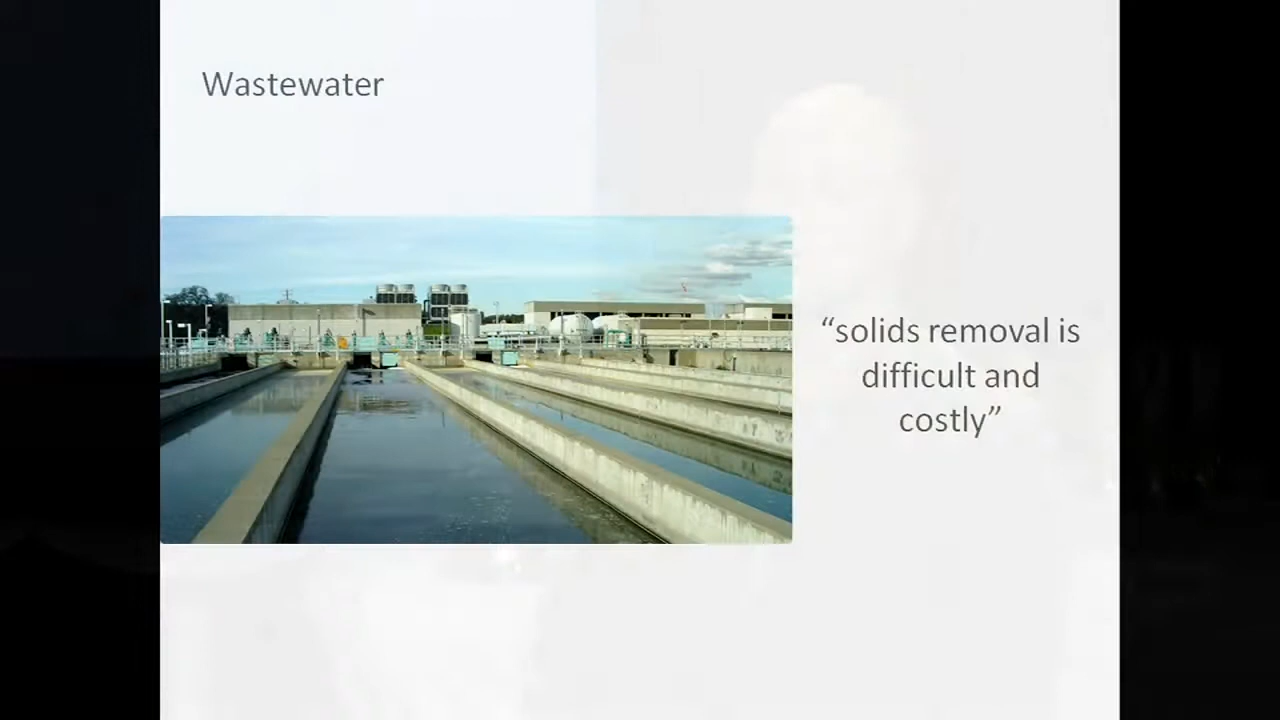 Wastewater
“solids removal is
difficult and
costly”